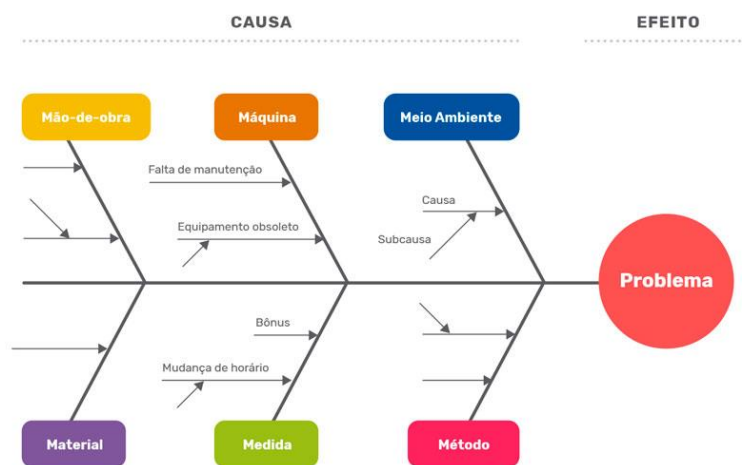 CAUSA
EFEITO
Mão-de-obra
Máquina
Meio Ambiente
Falta de manutenção
Causa
Equipamento obsoleto
Subcausa
Problema
Bônus
Mudança de horário
Material
Medida
Método